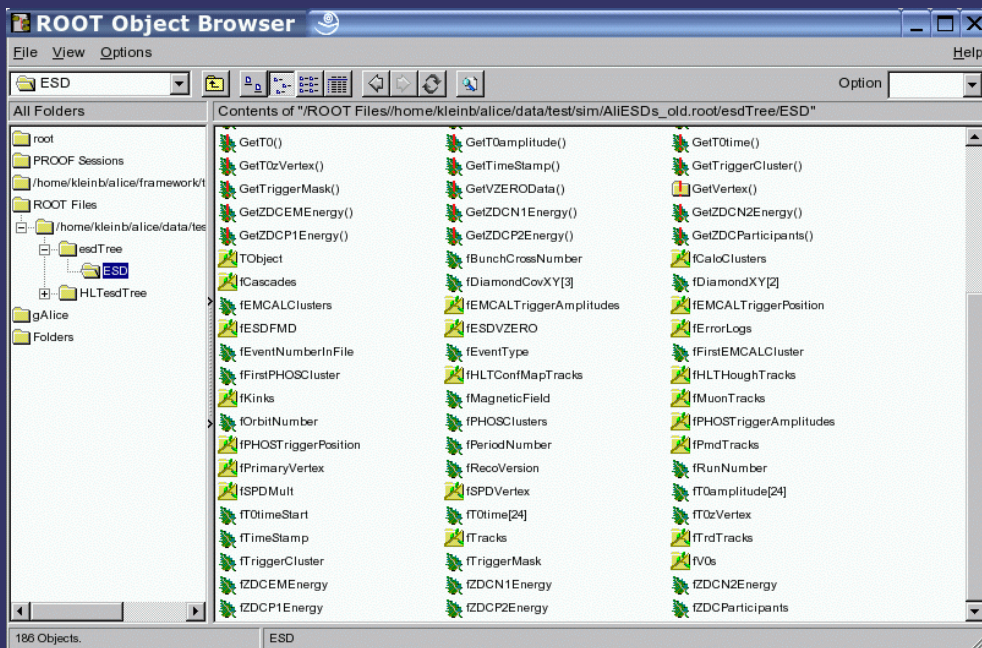 ROOT Object Browser
File View Options Help
ESD Option
All Folders
Contents of "/ROOT Files//home/kleinb/alice/data/test/sim/AliESDs_old.root/esdTree/ESD"
root
PROOF Sessions
/home/kleinb/alice/framework/t
ROOT Files
/home/kleinb/alice/data/tes
esdTree
ESD
HLTesdTree
gAlice
Folders
GetT0() GetT0amplitude() GetT0time()
GetT0zVertex() GetTimeStamp() GetTriggerCluster()
GetTriggerMask() GetVZEROData() GetVertex()
GetZDCEMEnergy() GetZDCN1Energy() GetZDCN2Energy()
GetZDCP1Energy() GetZDCP2Energy() GetZDCParticipants()
TObject fBunchCrossNumber fCaloClusters
fCascades fDiamondCovXY[3] fDiamondXY[2]
fEMCALClusters fEMCALTriggerAmplitudes fEMCALTriggerPosition
fESDFMD fESDVZERO fErrorLogs
fEventNumberInFile fEventType fFirstEMCALCluster
fFirstPHOSCluster fHLTConfMapTracks fHLTHoughTracks
fKinks fMagneticField fMuonTracks
fOrbitNumber fPHOSClusters fPHOSTriggerAmplitudes
fPHOSTriggerPosition fPeriodNumber fPmdTracks
fPrimaryVertex fRecoVersion fRunNumber
fSPDMult fSPDVertex fT0amplitude[24]
fT0timeStart fT0time[24] fT0zVertex
fTimeStamp fTracks fTrdTracks
fTriggerCluster fTriggerMask fV0s
fZDCEMEnergy fZDCN1Energy fZDCN2Energy
fZDCP1Energy fZDCP2Energy fZDCParticipants
186 Objects. ESD